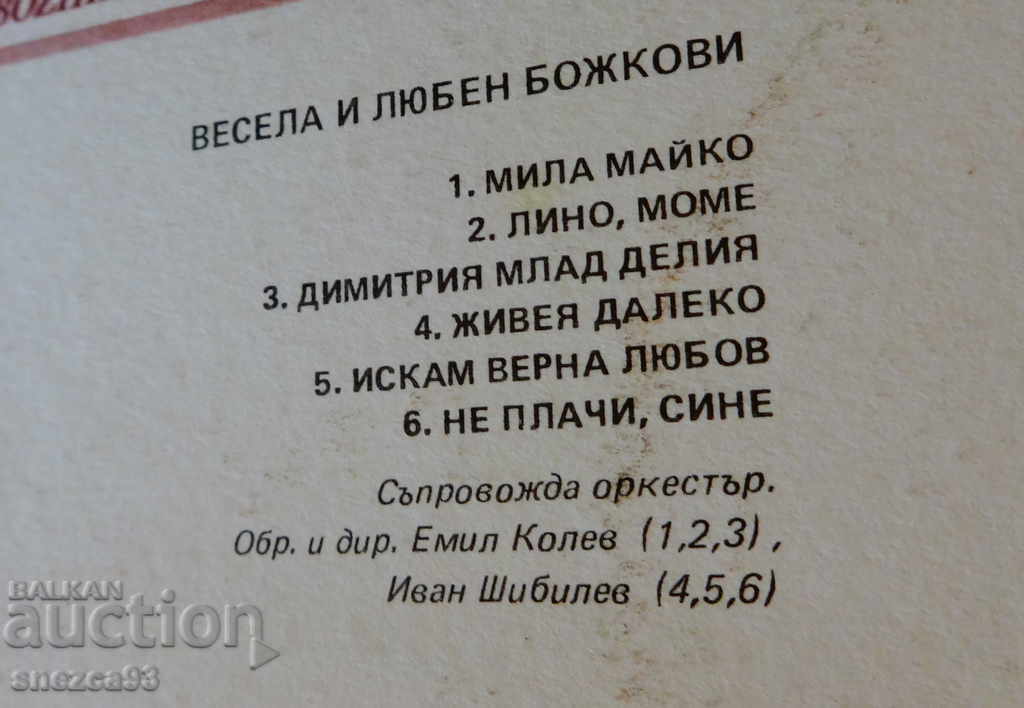 ВЕСЕЛА И ЛЮБЕН БОЖКОВИ
1. МИЛА МАЙКО
2. ЛИНО, МОМЕ
3. ДИМИТРИЯ МЛАД ДЕЛИЯ
4. ЖИВЕЯ ДАЛЕКО
5. ИСКАМ ВЕРНА ЛЮБОВ
6. НЕ ПЛАЧИ, СИНЕ
Съпровожда оркестър.
Обр. и дир. Емил Колев (1,2,3) ,
Иван Шибилев (4,5,6)
BALKAN
auction
snezca93